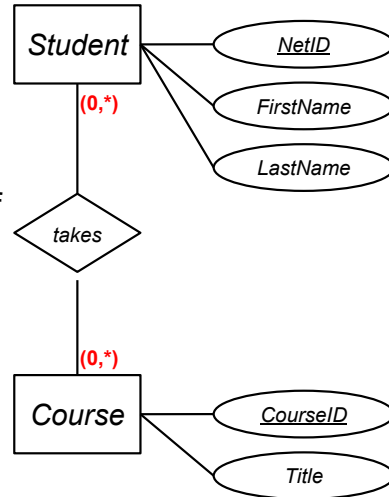 Student
NetID
(0,*)
FirstName
LastName
takes
(0,*)
Course
CourseID
Title